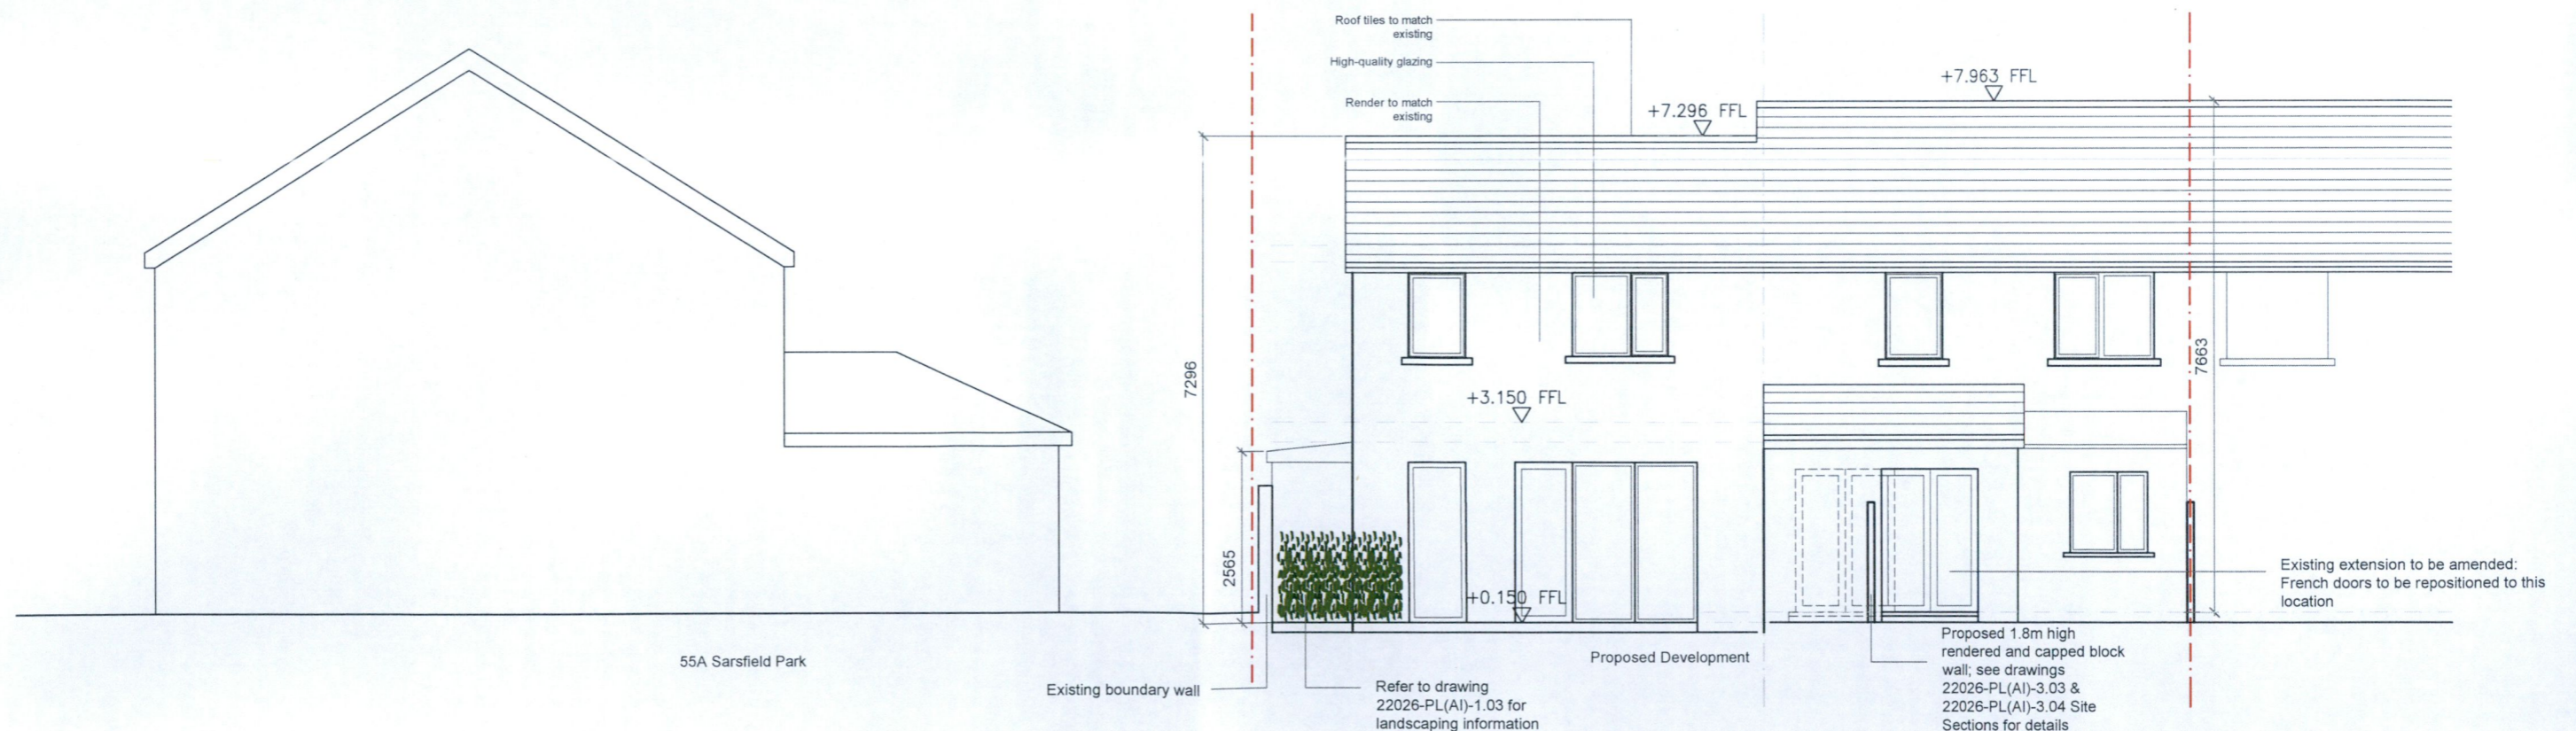 Roof tiles to match
existing
High-quality glazing
Render to match
existing
+7.296 FFL
+7.963 FFL
7296
7663
+3.150 FFL
2565
+0.150 FFL
Existing extension to be amended:
French doors to be repositioned to this
location
55A Sarsfield Park
Proposed Development
Existing boundary wall
Refer to drawing
22026-PL(AI)-1.03 for
landscaping information
Proposed 1.8m high
rendered and capped block
wall; see drawings
22026-PL(AI)-3.03 &
22026-PL(AI)-3.04 Site
Sections for details